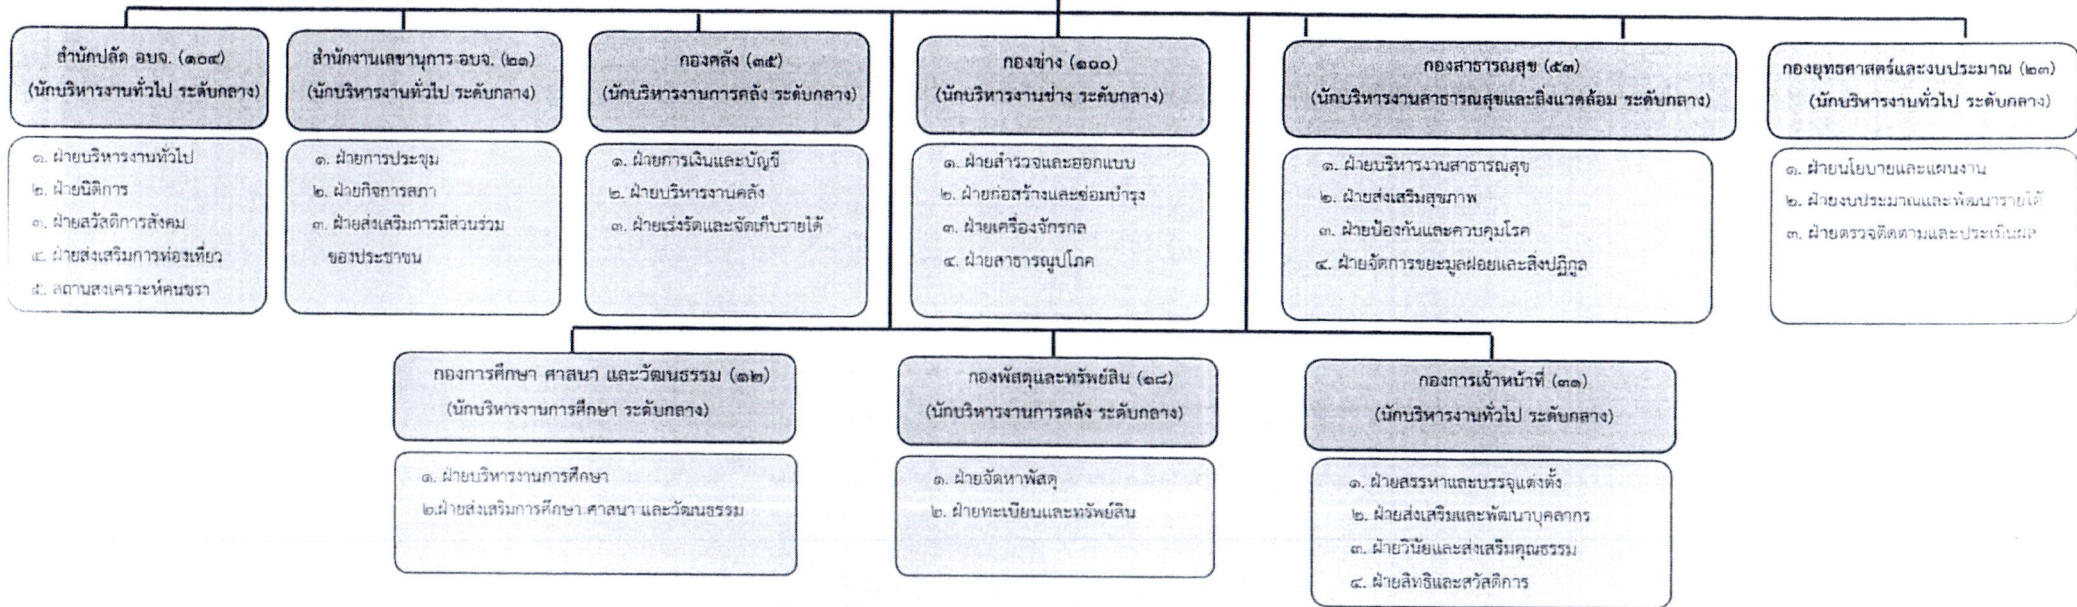 สำนักปลัด อบจ. (๑๐๔)
(นักบริหารงานทั่วไป ระดับกลาง)
๑. ฝ่ายบริหารงานทั่วไป
๒. ฝ่ายนิติการ
๓. ฝ่ายสวัสดิการสังคม
๔. ฝ่ายส่งเสริมการท่องเที่ยว
๕. สถานสงเคราะห์คนชรา
สำนักงานเลขานุการ อบจ. (๒๑)
(นักบริหารงานทั่วไป ระดับกลาง)
๑. ฝ่ายการประชุม
๒. ฝ่ายกิจการสภา
๓. ฝ่ายส่งเสริมการมีส่วนร่วม
ของประชาชน
กองคลัง (๓๕)
(นักบริหารงานการคลัง ระดับกลาง)
๑. ฝ่ายการเงินและบัญชี
๒. ฝ่ายบริหารงานคลัง
๓. ฝ่ายเร่งรัดและจัดเก็บรายได้
กองช่าง (๑๐๐)
(นักบริหารงานช่าง ระดับกลาง)
๑. ฝ่ายสำรวจและออกแบบ
๒. ฝ่ายก่อสร้างและซ่อมบำรุง
๓. ฝ่ายเครื่องจักรกล
๔. ฝ่ายสาธารณูปโภค
กองสาธารณสุข (๕๓)
(นักบริหารงานสาธารณสุขและสิ่งแวดล้อม ระดับกลาง)
๑. ฝ่ายบริหารงานสาธารณสุข
๒. ฝ่ายส่งเสริมสุขภาพ
๓. ฝ่ายป้องกันและควบคุมโรค
๔. ฝ่ายจัดการขยะมูลฝอยและสิ่งปฏิกูล
กองยุทธศาสตร์และงบประมาณ (๒๓)
(นักบริหารงานทั่วไป ระดับกลาง)
๑. ฝ่ายนโยบายและแผนงาน
๒. ฝ่ายงบประมาณและพัฒนารายได้
๓. ฝ่ายตรวจติดตามและประเมินผล
กองการศึกษา ศาสนา และวัฒนธรรม (๑๒)
(นักบริหารงานการศึกษา ระดับกลาง)
๑. ฝ่ายบริหารงานการศึกษา
๒.ฝ่ายส่งเสริมการศึกษา ศาสนา และวัฒนธรรม
กองพัสดุและทรัพย์สิน (๑๘)
(นักบริหารงานการคลัง ระดับกลาง)
๑. ฝ่ายจัดหาพัสดุ
๒. ฝ่ายทะเบียนและทรัพย์สิน
กองการเจ้าหน้าที่ (๓๑)
(นักบริหารงานทั่วไป ระดับกลาง)
๑. ฝ่ายสรรหาและบรรจุแต่งตั้ง
๒. ฝ่ายส่งเสริมและพัฒนาบุคลากร
๓. ฝ่ายวินัยและส่งเสริมคุณธรรม
๔. ฝ่ายสิทธิและสวัสดิการ